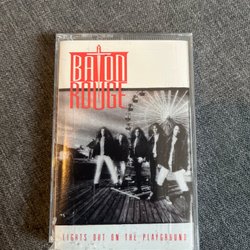 BATON
ROUGE
LIGHTS OUT ON THE PLAYGROUND